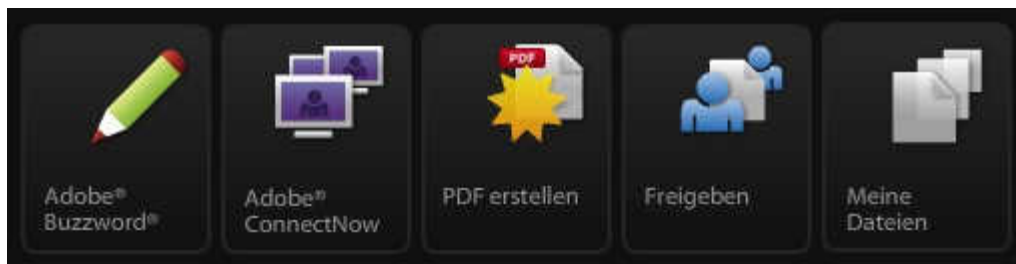 Adobe®
Buzzword®
Adobe®
ConnectNow
PDF
PDF erstellen
Freigeben
Meine
Dateien